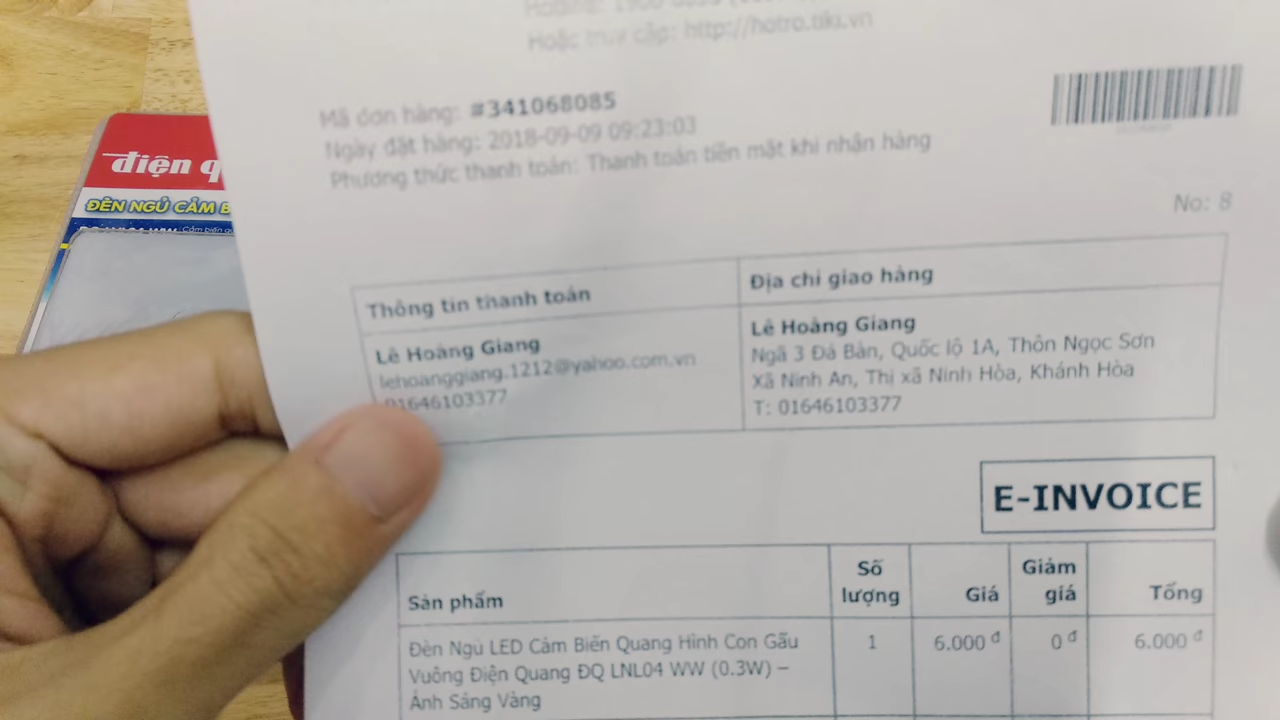 Hotline: 1900
Hoặc truy cập: http://hotro.tiki.vn
Mã đơn hàng: #341068085
Ngày đặt hàng: 2018-09-09 09:23:03
Phương thức thanh toán: Thanh toán tiền mặt khi nhận hàng
No: 8
điện q
ĐÈN NGỦ CẢM B
Cảm biến
Thông tin thanh toán
Địa chỉ giao hàng
Lê Hoàng Giang
lehoanggiang.1212@yahoo.com.vn
01646103377
Lê Hoàng Giang
Ngã 3 Đá Bàn, Quốc lộ 1A, Thôn Ngọc Sơn
Xã Ninh An, Thị xã Ninh Hòa, Khánh Hòa
T: 01646103377
E-INVOICE
Sản phẩm
Số lượng
Giá
Giảm giá
Tổng
Đèn Ngủ LED Cảm Biến Quang Hình Con Gấu
Vuông Điện Quang ĐQ LNL04 WW (0.3W) –
Ánh Sáng Vàng
1
6.000 đ
0 đ
6.000 đ